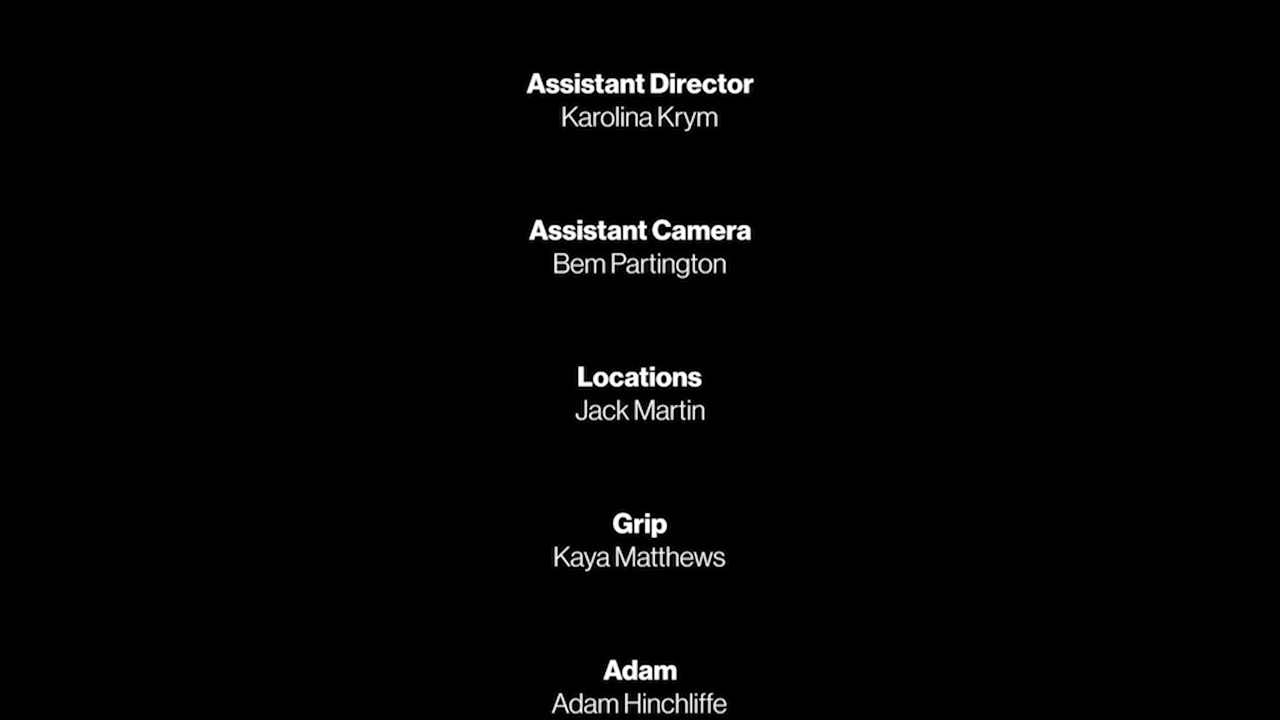 Assistant Director
Karolina Krym
Assistant Camera
Bem Partington
Locations
Jack Martin
Grip
Kaya Matthews
Adam
Adam Hinchliffe